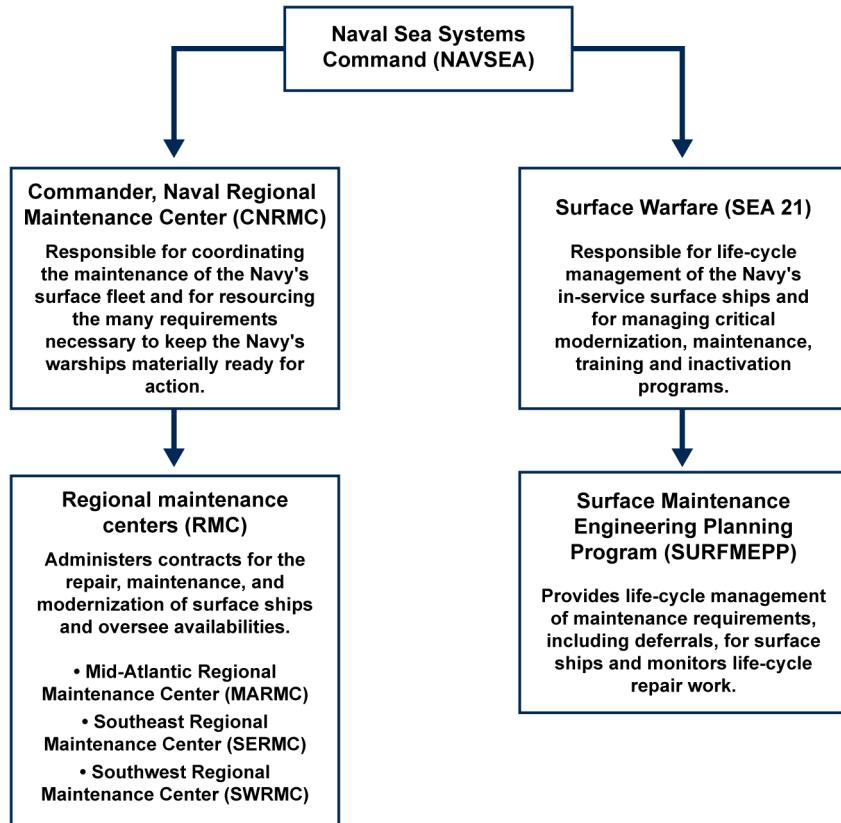 Naval Sea Systems
Command (NAVSEA)
Commander, Naval Regional
Maintenance Center (CNRMC)
Responsible for coordinating
the maintenance of the Navy's
surface fleet and for resourcing
the many requirements
necessary to keep the Navy's
warships materially ready for
action.
Surface Warfare (SEA 21)
Responsible for life-cycle
management of the Navy's
in-service surface ships and
for managing critical
modernization, maintenance,
training and inactivation
programs.
Regional maintenance
centers (RMC)
Administers contracts for the
repair, maintenance, and
modernization of surface ships
and oversee availabilities.
• Mid-Atlantic Regional
Maintenance Center (MARMC)
• Southeast Regional
Maintenance Center (SERMC)
• Southwest Regional
Maintenance Center (SWRMC)
Surface Maintenance
Engineering Planning
Program (SURFMEPP)
Provides life-cycle management
of maintenance requirements,
including deferrals, for surface
ships and monitors life-cycle
repair work.